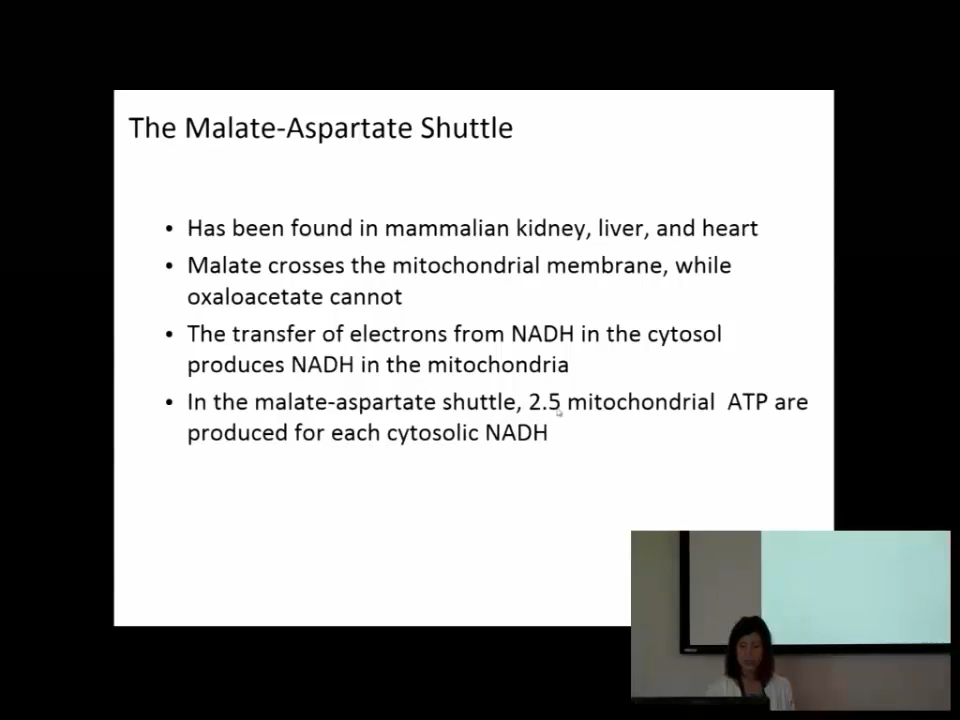 The Malate-Aspartate Shuttle
• Has been found in mammalian kidney, liver, and heart
• Malate crosses the mitochondrial membrane, while
oxaloacetate cannot
• The transfer of electrons from NADH in the cytosol
produces NADH in the mitochondria
• In the malate-aspartate shuttle, 2.5 mitochondrial ATP are
produced for each cytosolic NADH